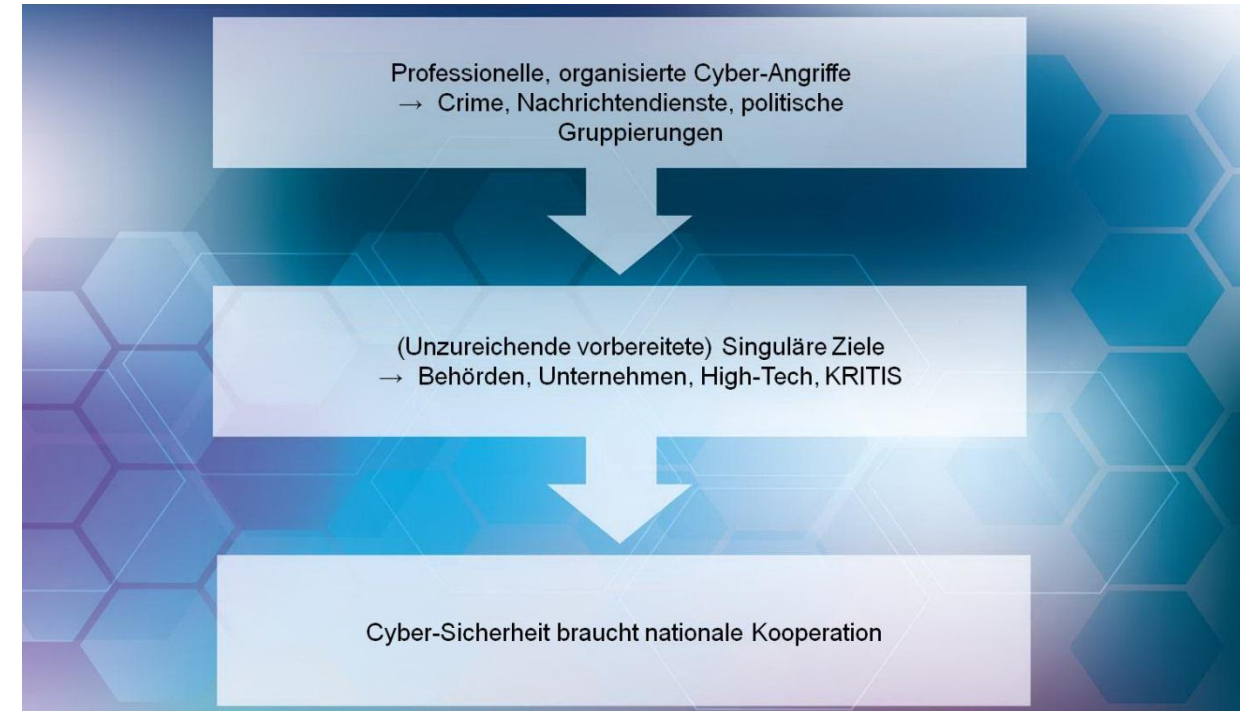 Professionelle, organisierte Cyber-Angriffe
→ Crime, Nachrichtendienste, politische
Gruppierungen
(Unzureichende vorbereitete) Singuläre Ziele
→ Behörden, Unternehmen, High-Tech, KRITIS
Cyber-Sicherheit braucht nationale Kooperation